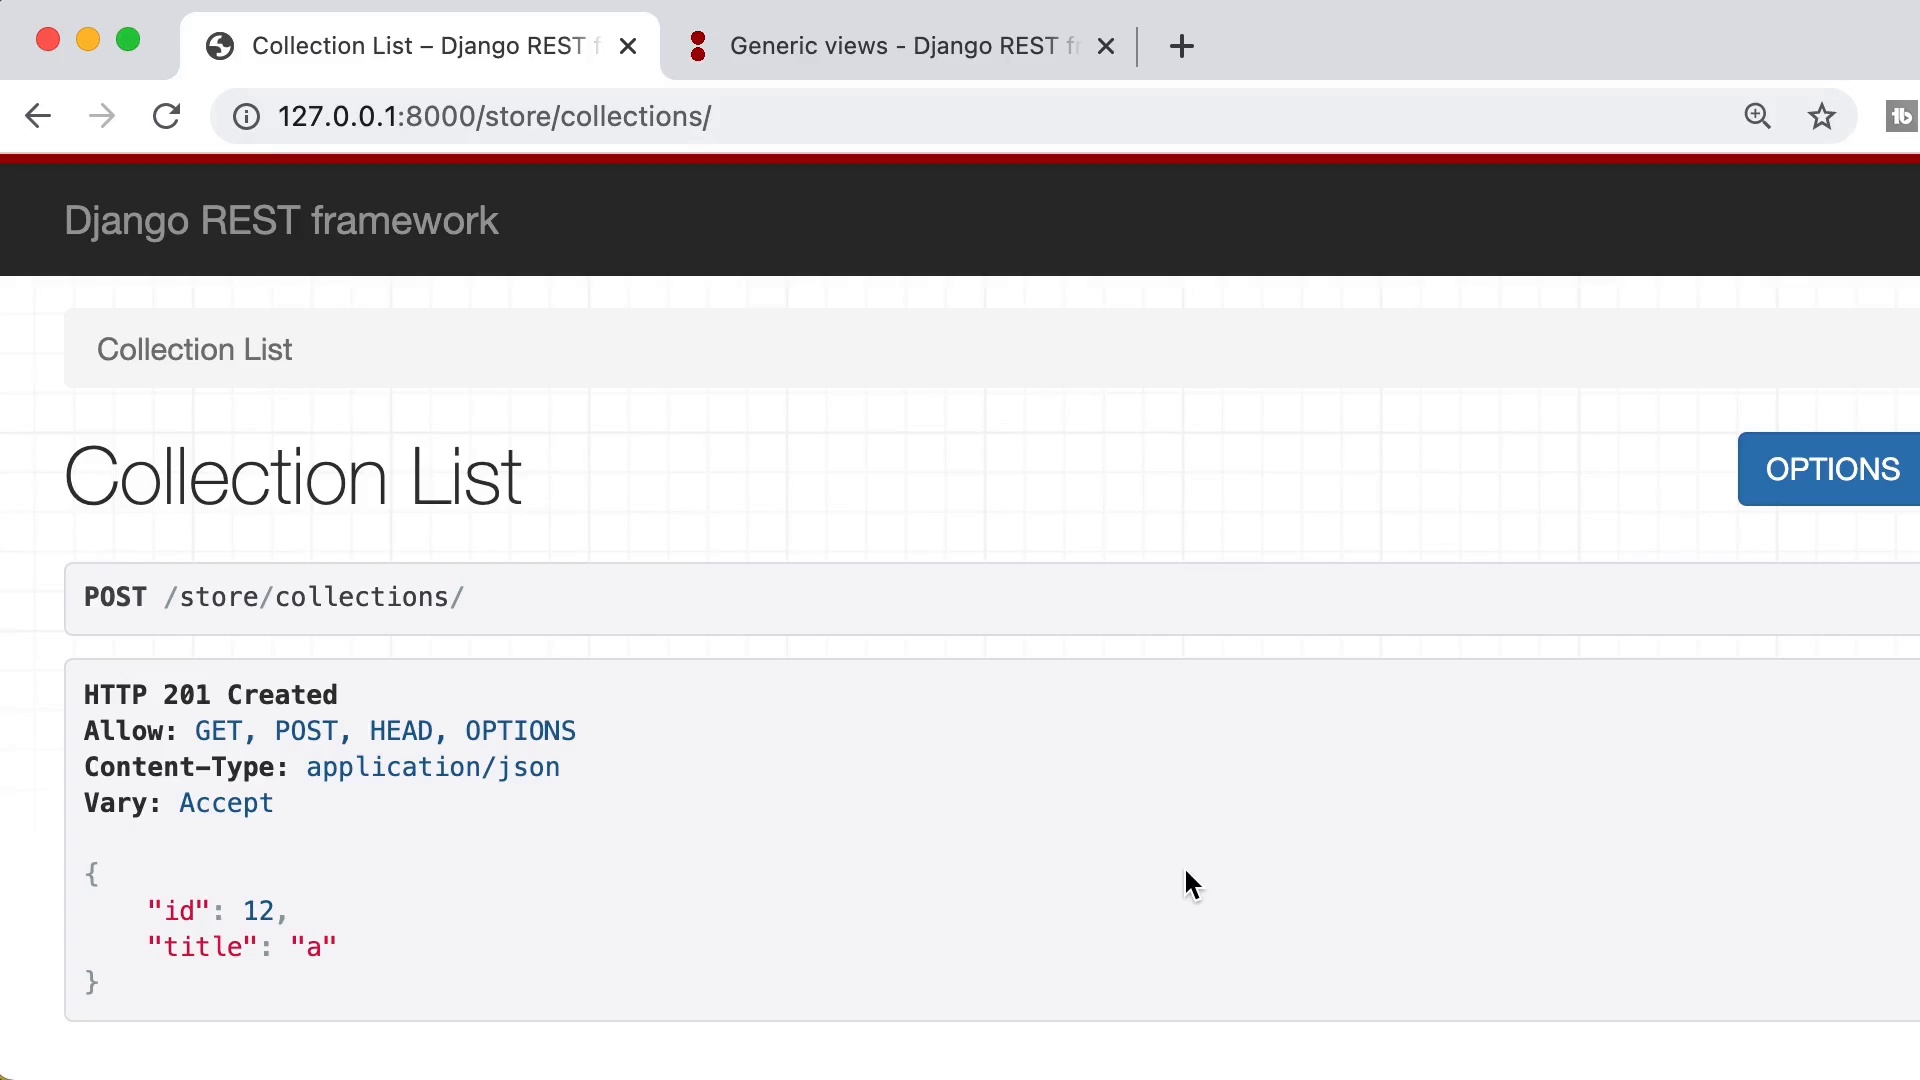 Collection List – Django REST f
Generic views - Django REST fr
127.0.0.1:8000/store/collections/
Django REST framework
Collection List
Collection List
OPTIONS
POST /store/collections/
HTTP 201 Created
Allow: GET, POST, HEAD, OPTIONS
Content-Type: application/json
Vary: Accept
{
"id": 12,
"title": "a"
}